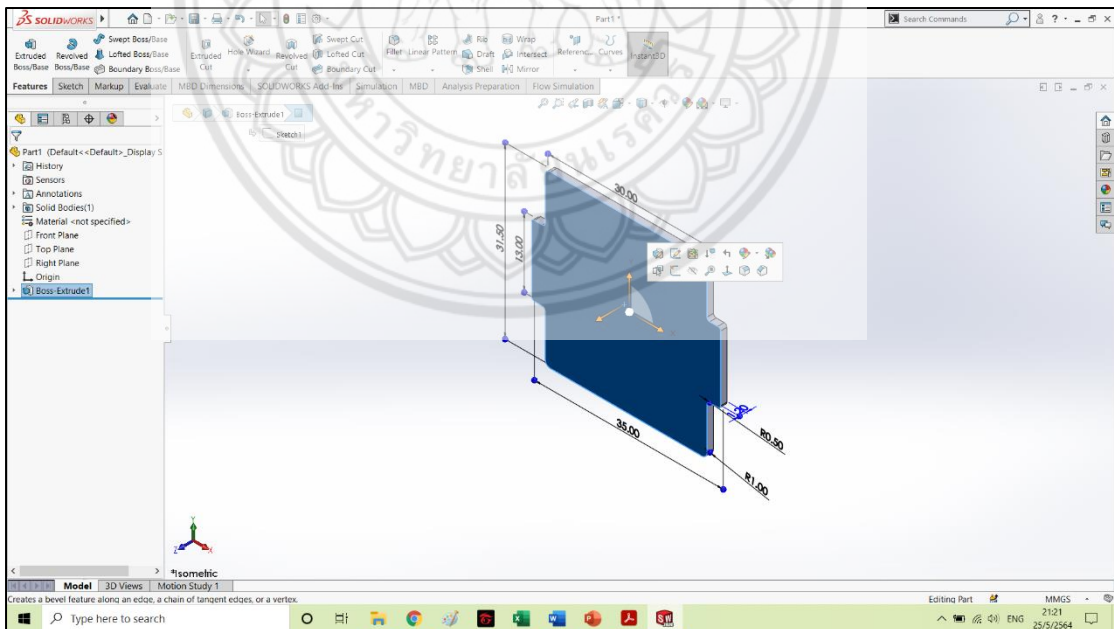 SOLIDWORKS
Part1 *
Search Commands
Extruded Boss/Base
Revolved Boss/Base
Swept Boss/Base
Lofted Boss/Base
Boundary Boss/Base
Extruded Cut
Hole Wizard
Revolved Cut
Swept Cut
Lofted Cut
Boundary Cut
Fillet
Linear Pattern
Rib
Draft
Shell
Wrap
Intersect
Mirror
Referenc...
Curves
Instant3D
Features Sketch Markup Evaluate MBD Dimensions SOLIDWORKS Add-Ins Simulation MBD Analysis Preparation Flow Simulation
Boss-Extrude1
Sketch1
Part1 (Default<<Default>_Display S
History
Sensors
Annotations
Solid Bodies(1)
Material <not specified>
Front Plane
Top Plane
Right Plane
Origin
Boss-Extrude1
30.00
31.50
13.00
35.00
R0.50
R1.00
Y
Z
X
*Isometric
Model 3D Views Motion Study 1
Creates a bevel feature along an edge, a chain of tangent edges, or a vertex.
Editing Part
MMGS
Type here to search
ENG
21:21
25/5/2564